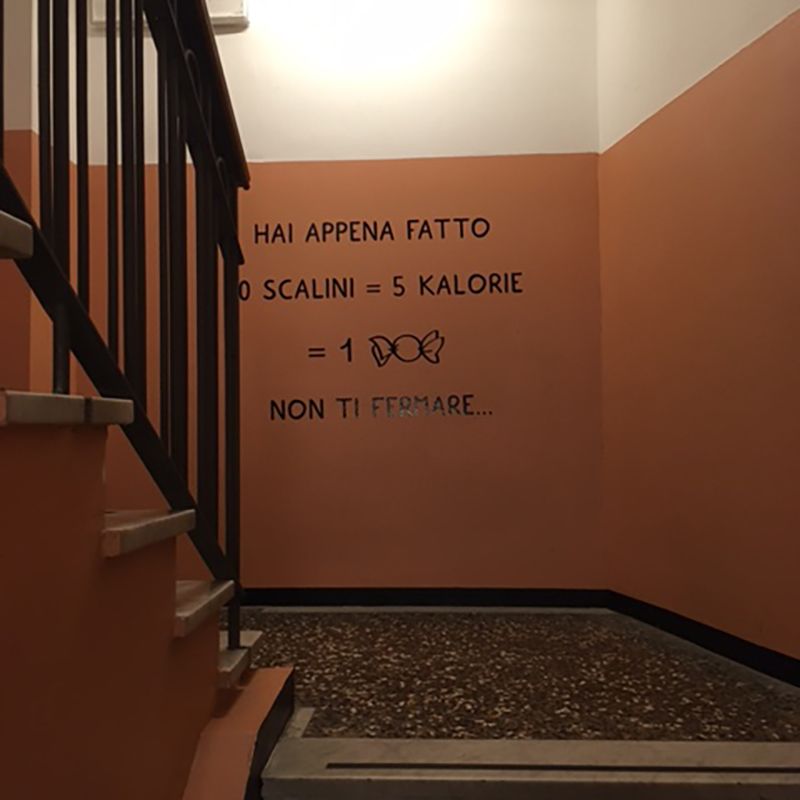 HAI APPENA FATTO
0 SCALINI = 5 KALORIE
= 1
NON TI FERMARE...